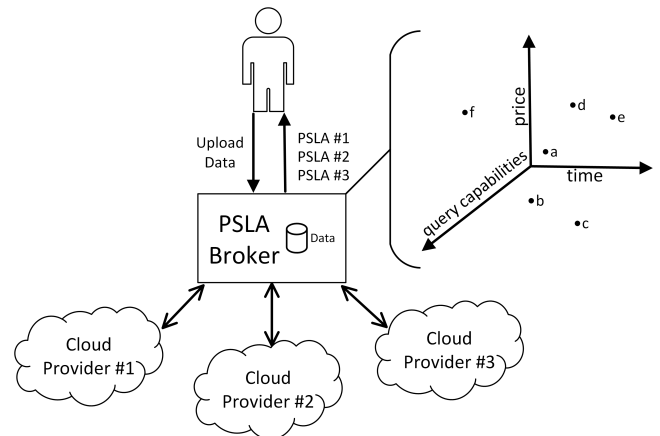 Upload
Data
PSLA #1
PSLA #2
PSLA #3
PSLA
Broker
Data
price
time
query capabilities
f
d
e
a
b
c
Cloud
Provider #1
Cloud
Provider #2
Cloud
Provider #3